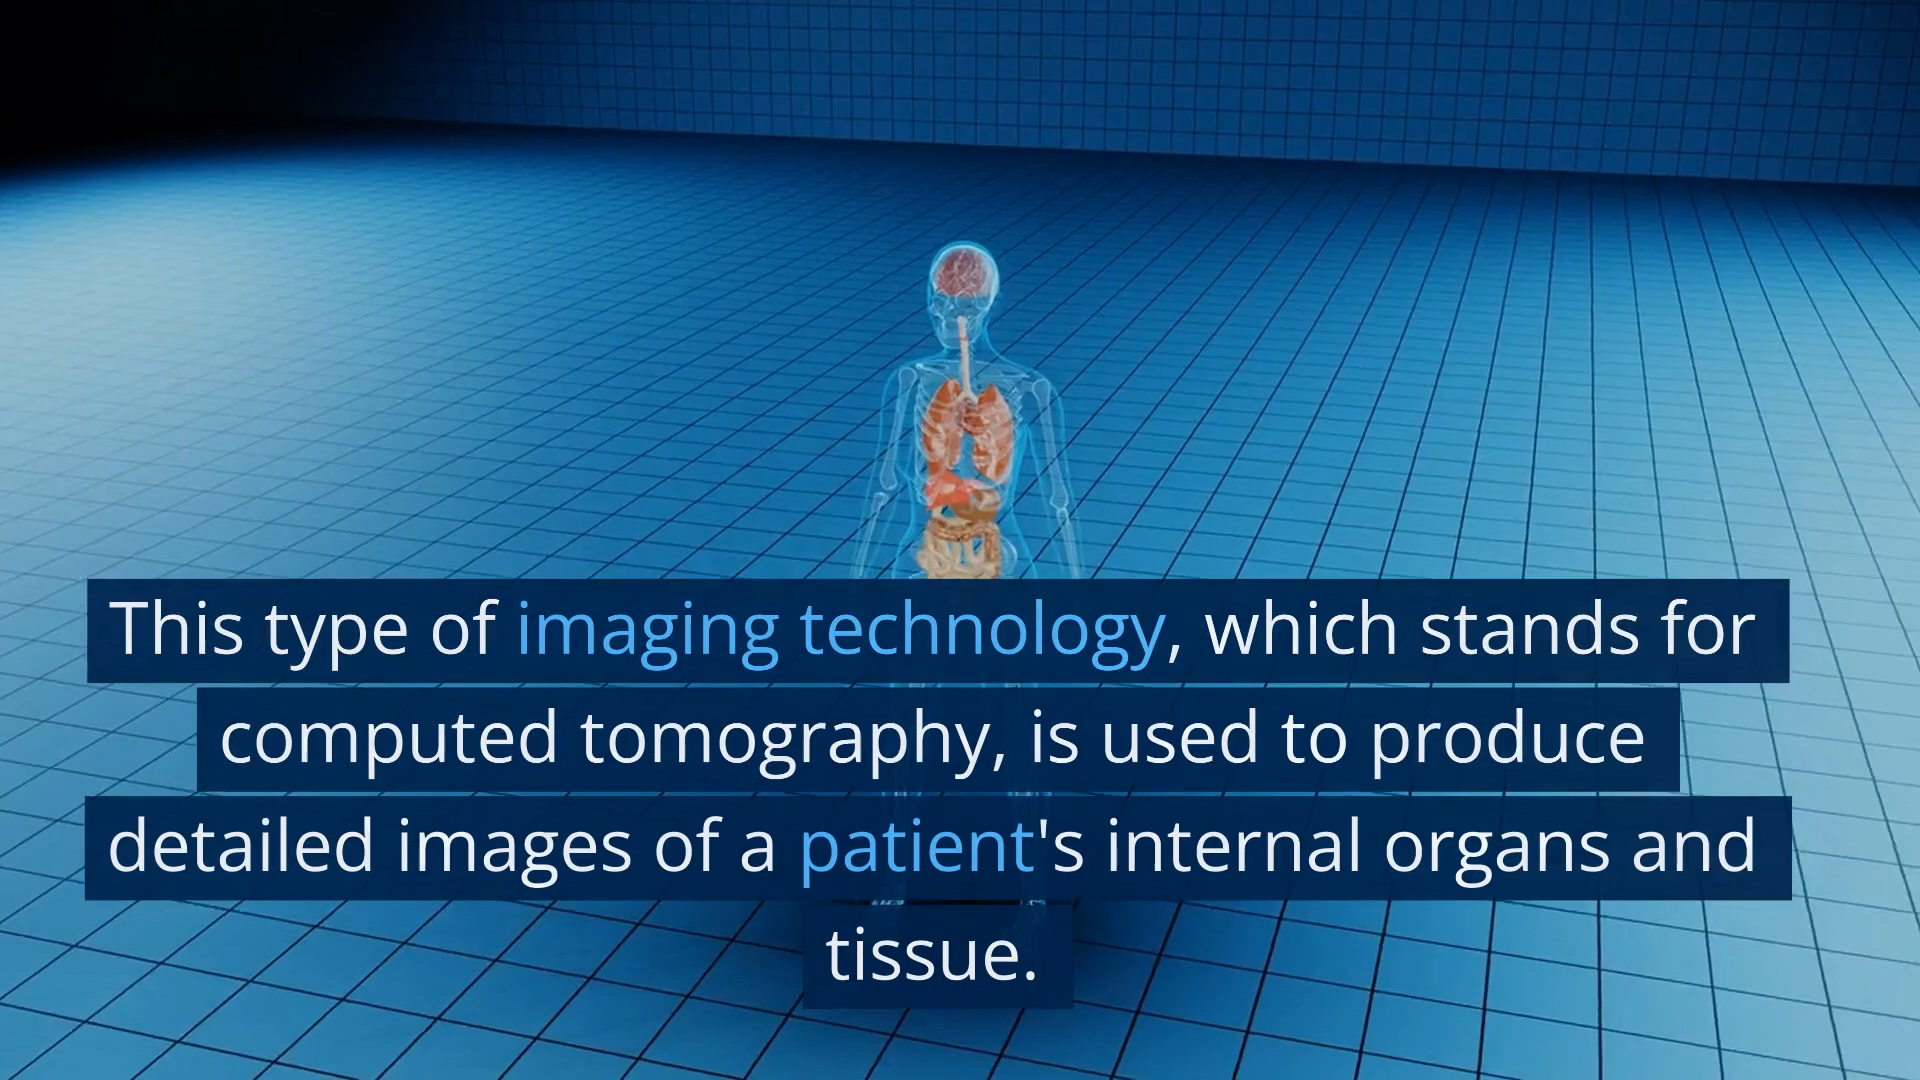 This type of imaging technology, which stands for
computed tomography, is used to produce
detailed images of a patient's internal organs and
tissue.